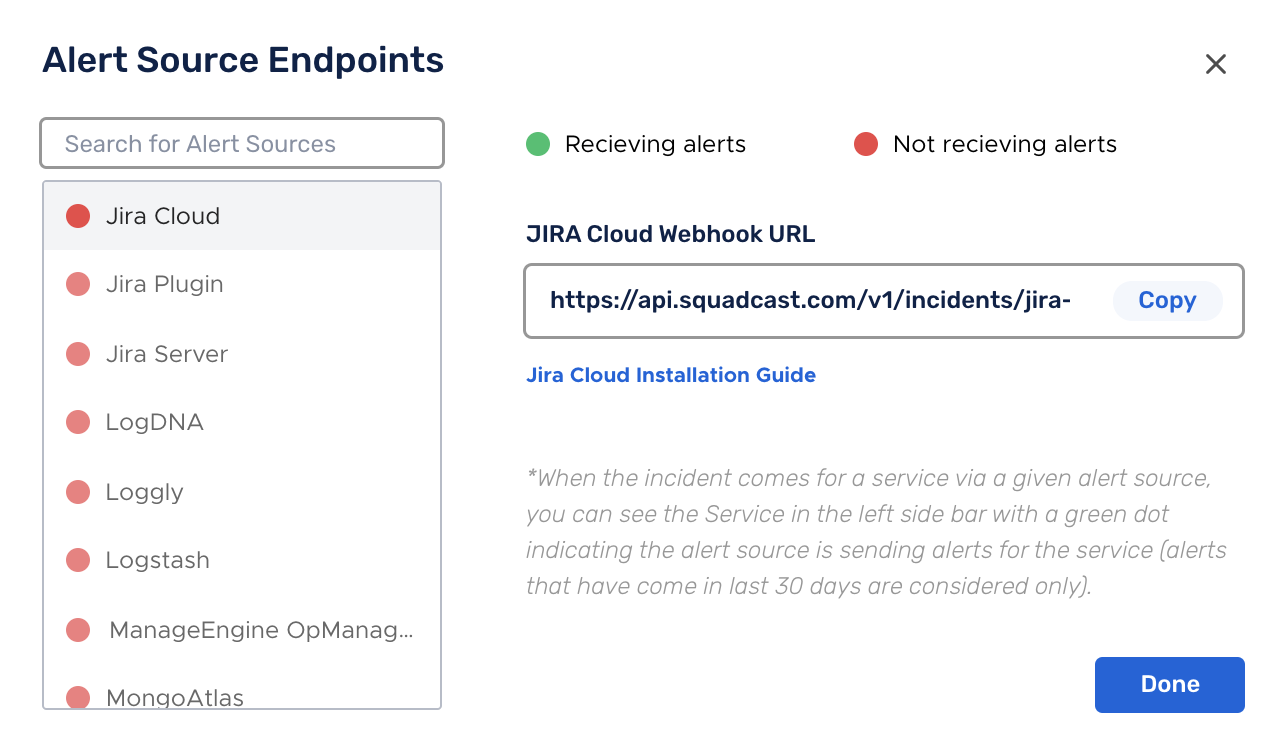 Alert Source Endpoints
Search for Alert Sources
Jira Cloud
Jira Plugin
Jira Server
LogDNA
Loggly
Logstash
ManageEngine OpManag...
MongoAtlas
Recieving alerts
Not recieving alerts
JIRA Cloud Webhook URL
https://api.squadcast.com/v1/incidents/jira-
Copy
Jira Cloud Installation Guide
*When the incident comes for a service via a given alert source,
you can see the Service in the left side bar with a green dot
indicating the alert source is sending alerts for the service (alerts
that have come in last 30 days are considered only).
Done